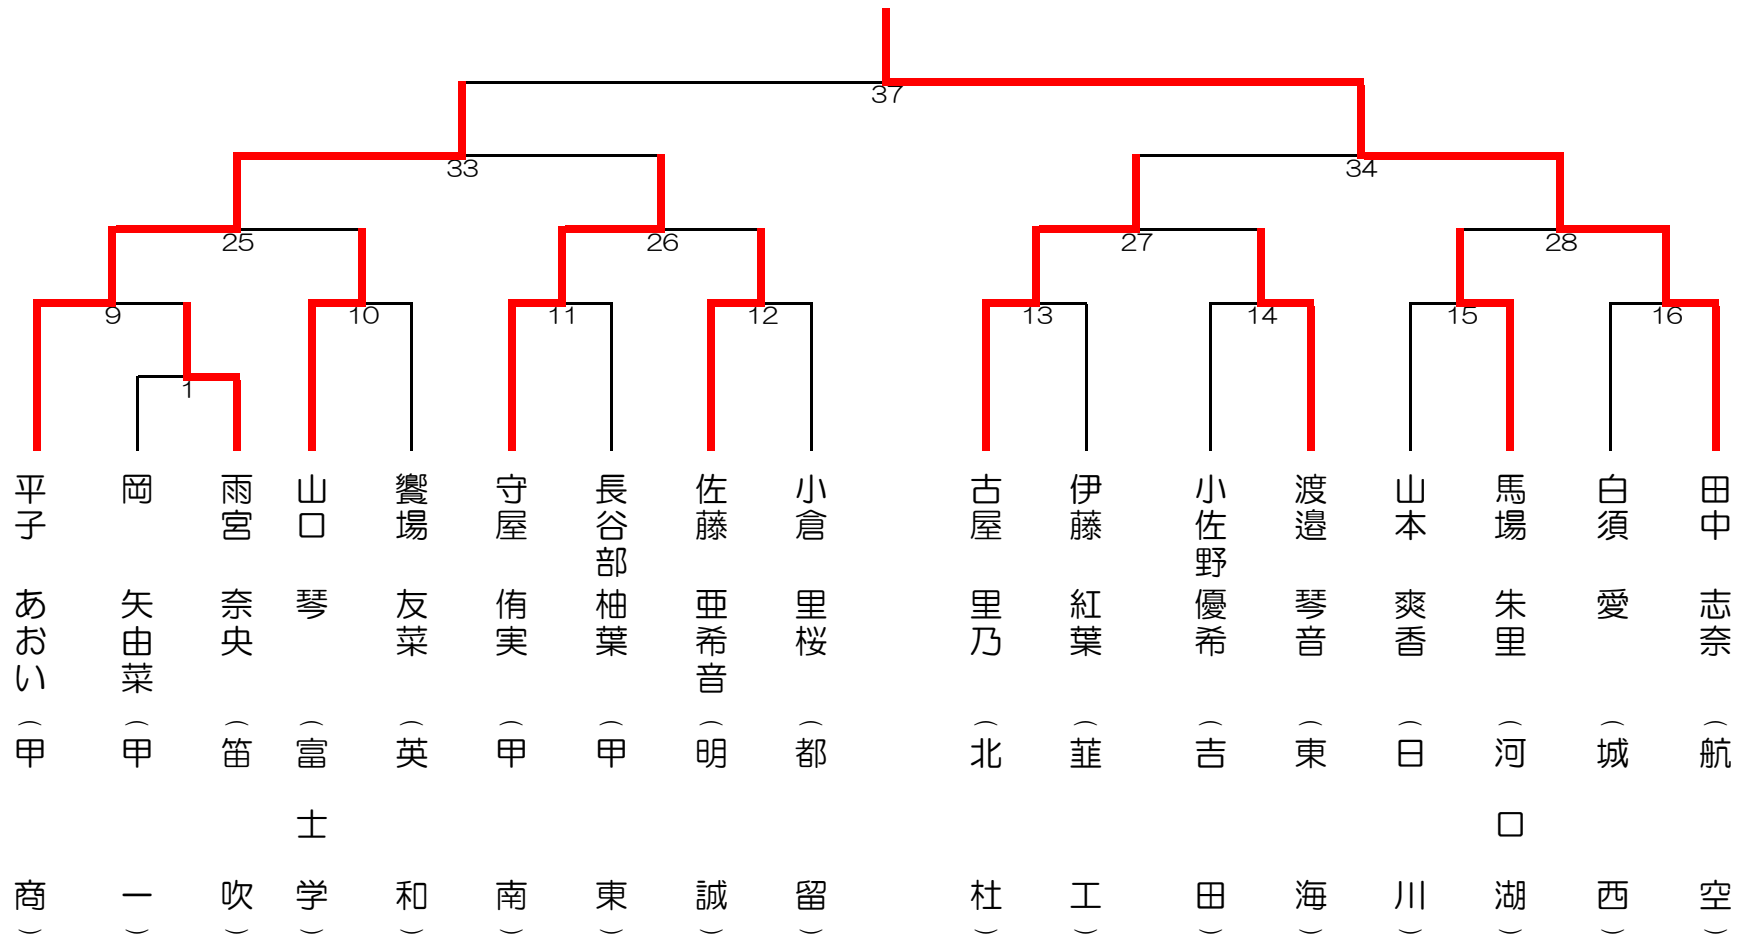 37
33
34
25
26
27
28
9
10
11
12
13
14
15
16
1
平子 あおい （甲 商）
岡 矢由菜 （甲 一）
雨宮 奈央 （笛 吹）
山口 琴 （富士学）
饗場 友菜 （英 和）
守屋 侑実 （甲 南）
長谷部 柚葉 （甲 東）
佐藤 亜希音 （明 誠）
小倉 里桜 （都 留）
古屋 里乃 （北 杜）
伊藤 紅葉 （韮 工）
小佐野 優希 （吉 田）
渡邉 琴音 （東 海）
山本 爽香 （日 川）
馬場 朱里 （河口湖）
白須 愛 （城 西）
田中 志奈 （航 空）